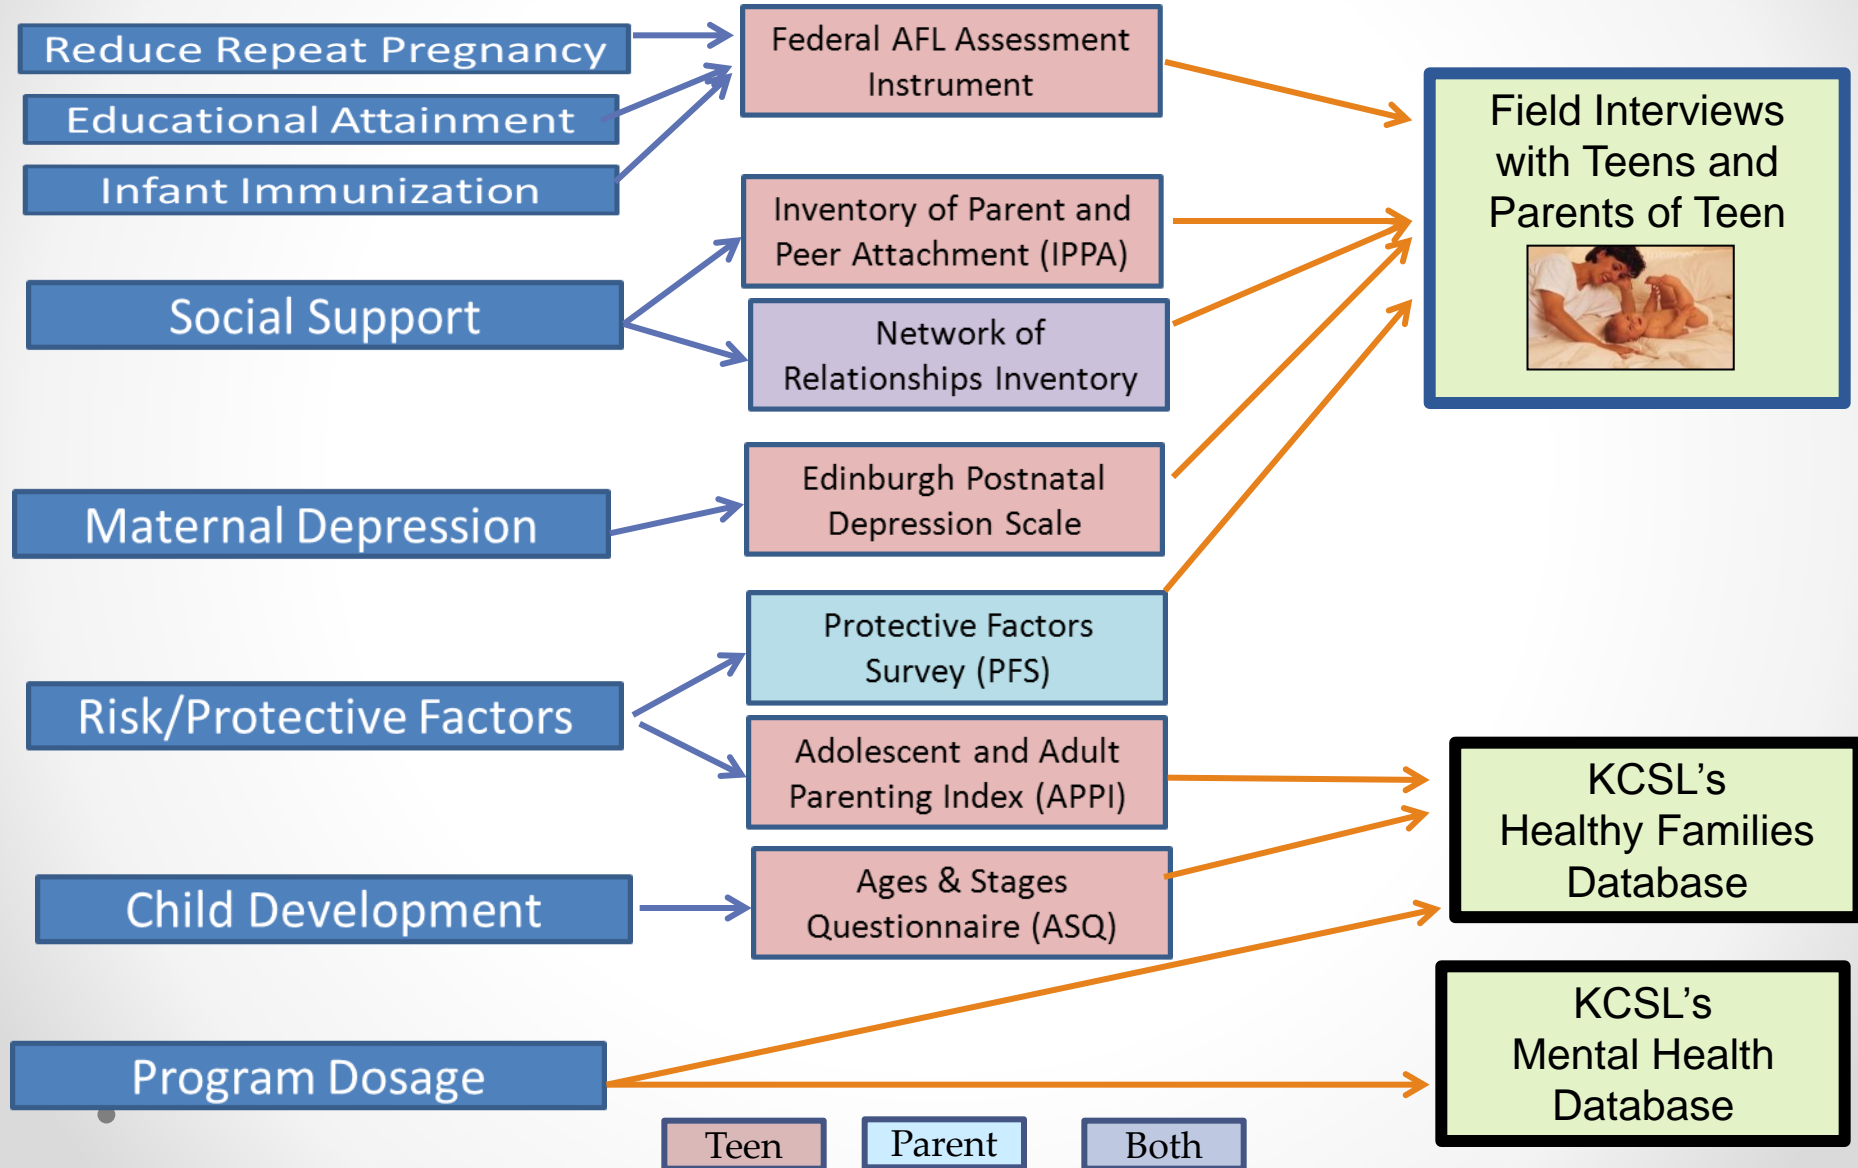 Reduce Repeat Pregnancy
Educational Attainment
Infant Immunization
Social Support
Maternal Depression
Risk/Protective Factors
Child Development
Program Dosage
Federal AFL Assessment
Instrument
Inventory of Parent and
Peer Attachment (IPPA)
Network of
Relationships Inventory
Edinburgh Postnatal
Depression Scale
Protective Factors
Survey (PFS)
Adolescent and Adult
Parenting Index (APPI)
Ages & Stages
Questionnaire (ASQ)
Field Interviews
with Teens and
Parents of Teen
KCSL’s
Healthy Families
Database
KCSL’s
Mental Health
Database
Teen
Parent
Both